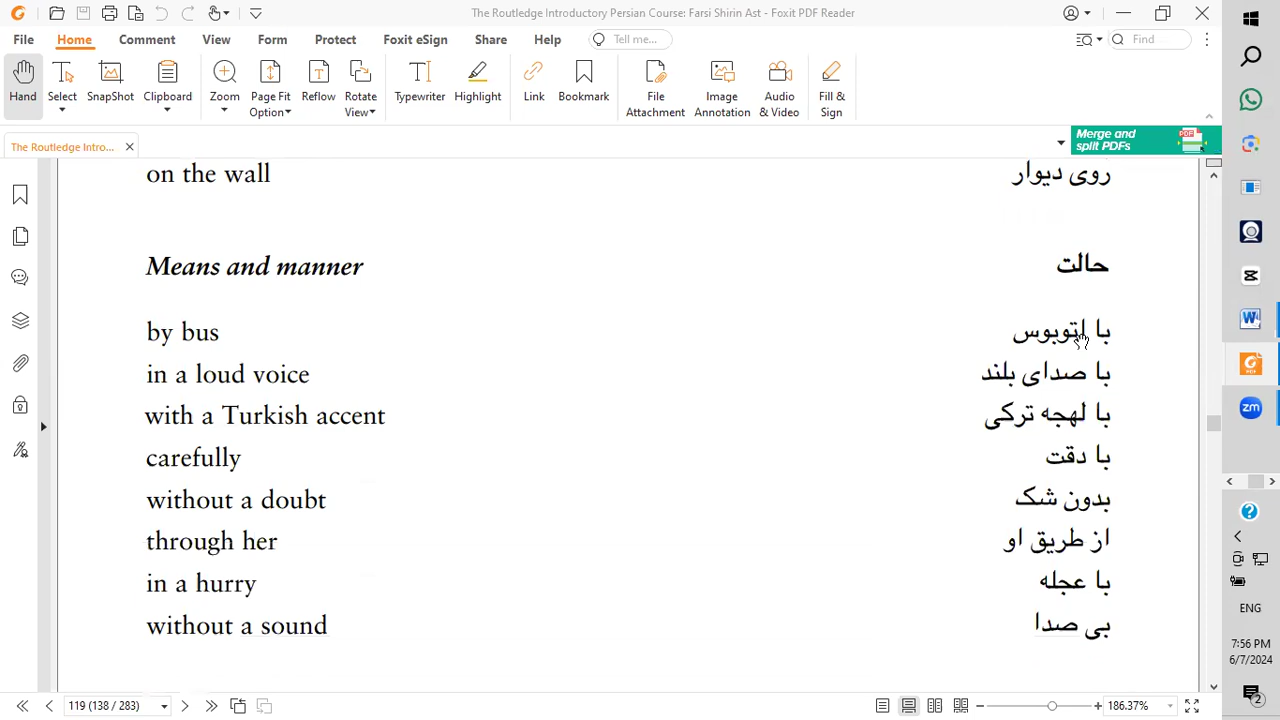 The Routledge Introductory Persian Course: Farsi Shirin Ast - Foxit PDF Reader
File Home Comment View Form Protect Foxit eSign Share Help Tell me... Find
Hand Select SnapShot Clipboard Zoom Page Fit Option Reflow Rotate View Typewriter Highlight Link Bookmark File Attachment Image Annotation Audio & Video Fill & Sign
The Routledge Intro... Merge and split PDFs
on the wall روی دیوار
Means and manner حالت
by bus با اتوبوس
in a loud voice با صدای بلند
with a Turkish accent با لهجه ترکی
carefully با دقت
without a doubt بدون شک
through her از طریق او
in a hurry با عجله
without a sound بی صدا
119 (138 / 283) 186.37%
ENG
7:56 PM
6/7/2024
2